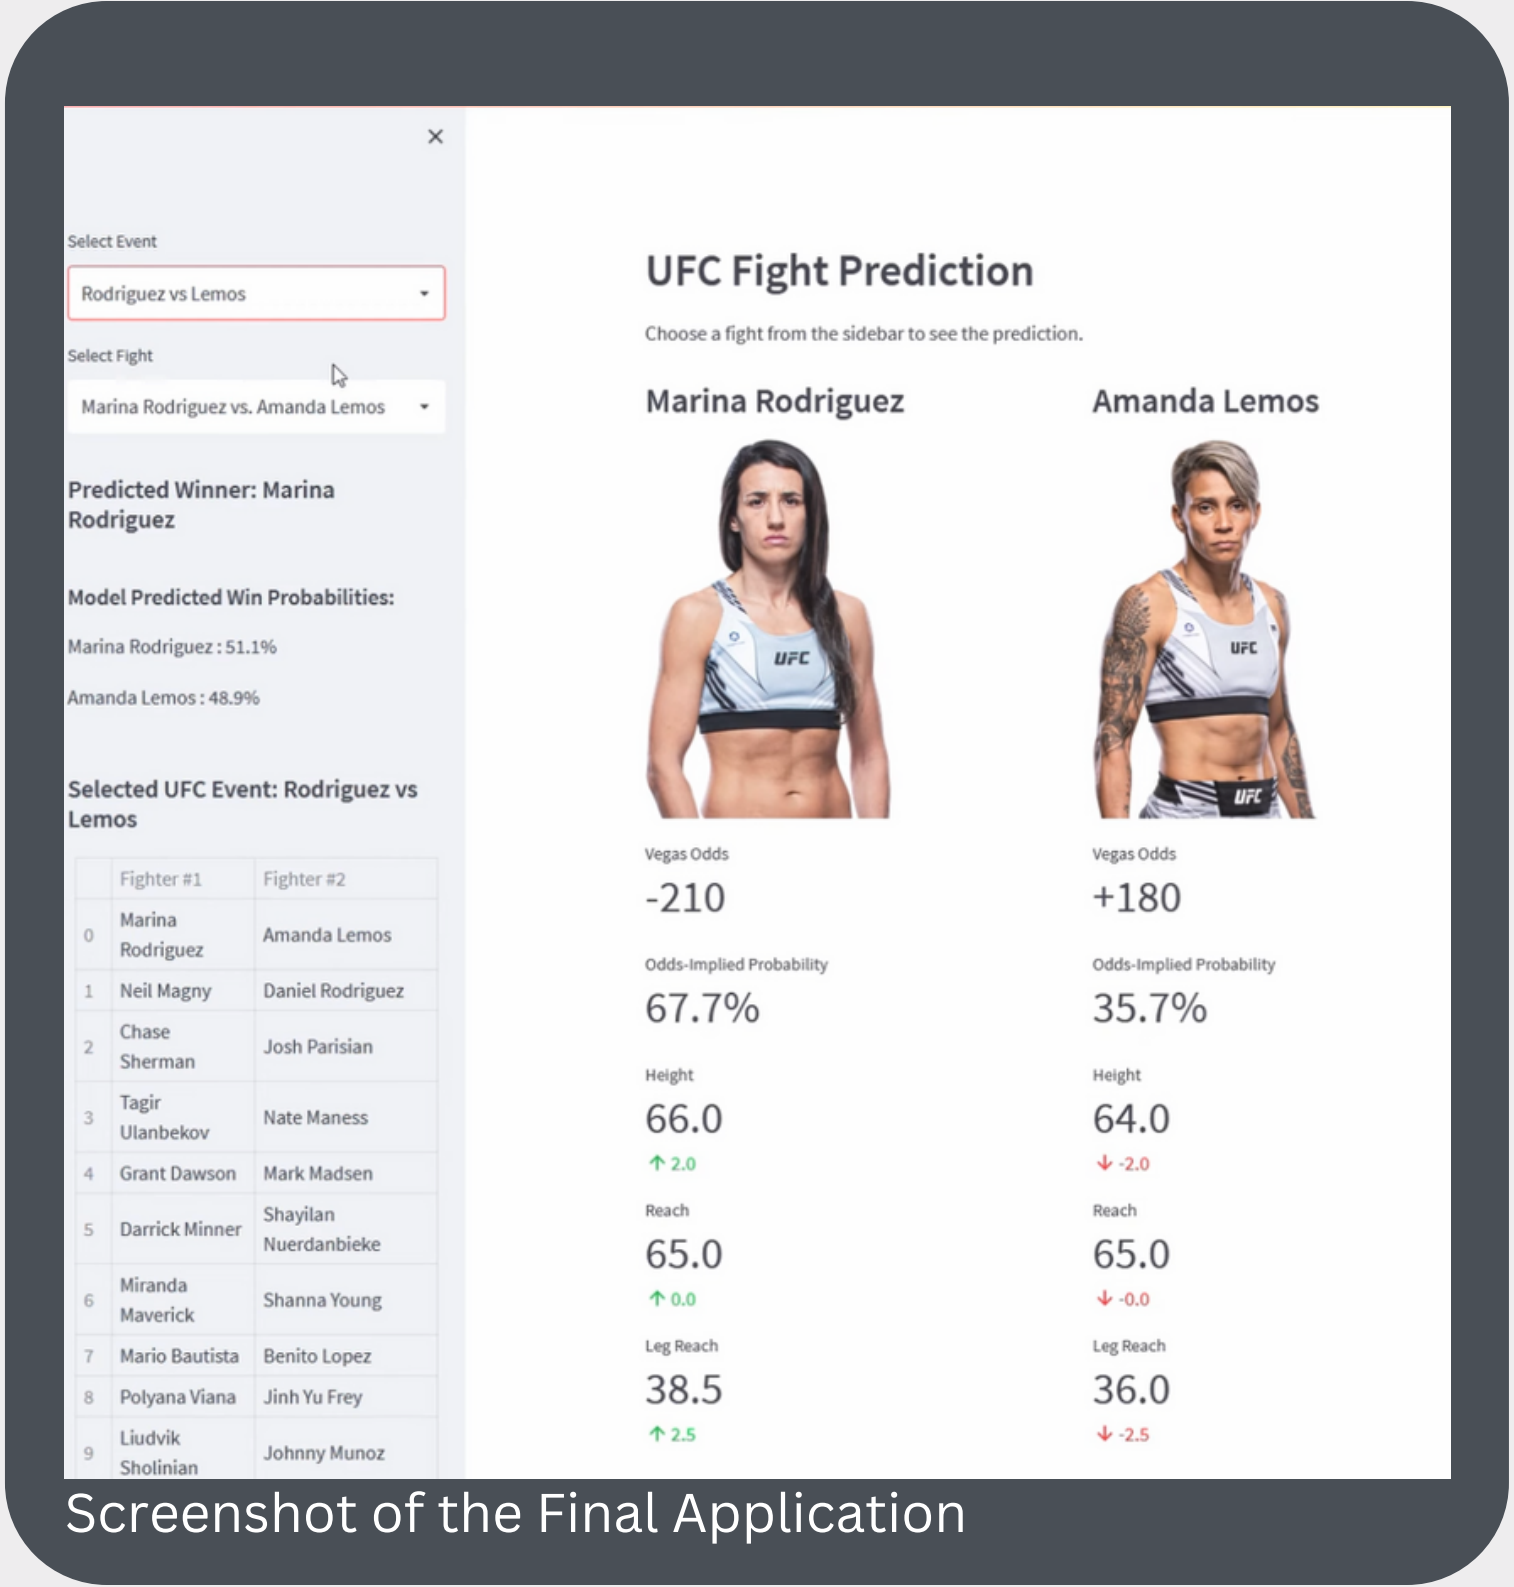 ×
Select Event
Rodriguez vs Lemos
Select Fight
Marina Rodriguez vs. Amanda Lemos
Predicted Winner: Marina
Rodriguez
Model Predicted Win Probabilities:
Marina Rodriguez : 51.1%
Amanda Lemos : 48.9%
Selected UFC Event: Rodriguez vs
Lemos
Fighter #1 Fighter #2
0 Marina Rodriguez Amanda Lemos
1 Neil Magny Daniel Rodriguez
2 Chase Sherman Josh Parisian
3 Tagir Ulanbekov Nate Maness
4 Grant Dawson Mark Madsen
5 Darrick Minner Shayilan Nuerdanbieke
6 Miranda Maverick Shanna Young
7 Mario Bautista Benito Lopez
8 Polyana Viana Jinh Yu Frey
9 Liudvik Sholinian Johnny Munoz
UFC Fight Prediction
Choose a fight from the sidebar to see the prediction.
Marina Rodriguez
UFC
Vegas Odds
-210
Odds-Implied Probability
67.7%
Height
66.0
↑ 2.0
Reach
65.0
↑ 0.0
Leg Reach
38.5
↑ 2.5
Amanda Lemos
UFC
UFC
Vegas Odds
+180
Odds-Implied Probability
35.7%
Height
64.0
↓ -2.0
Reach
65.0
↓ -0.0
Leg Reach
36.0
↓ -2.5
Screenshot of the Final Application